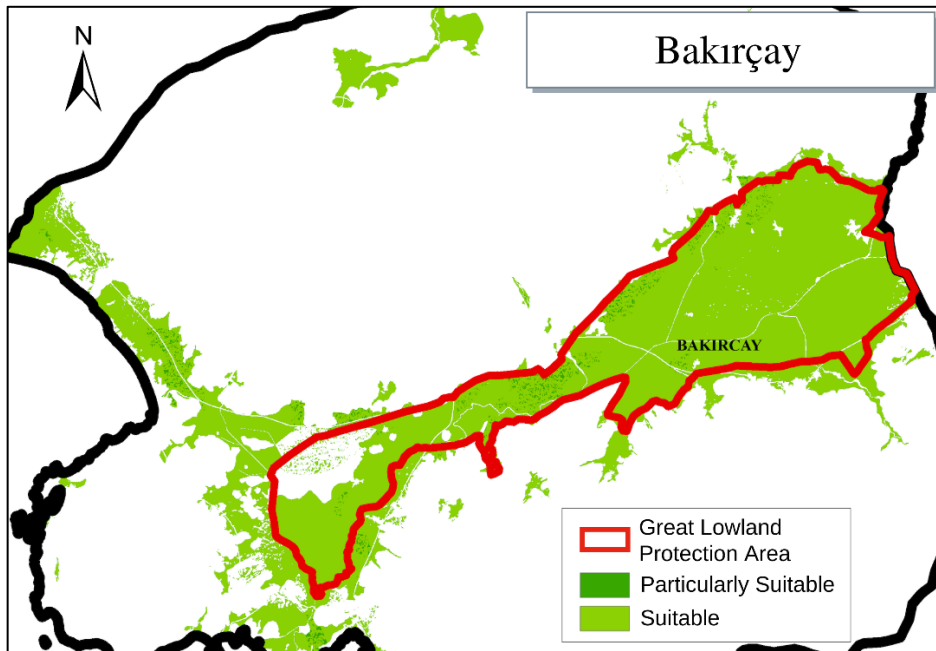 N
Bakırçay
BAKIRCAY
Great Lowland
Protection Area
Particularly Suitable
Suitable